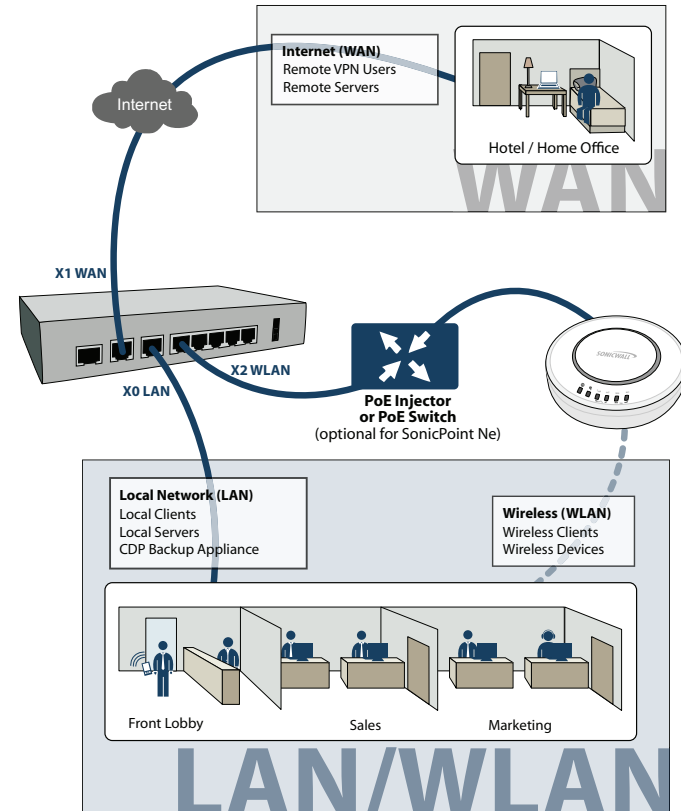 Internet (WAN)
Remote VPN Users
Remote Servers
Internet
Hotel / Home Office
WAN
X1 WAN
X2 WLAN
X0 LAN
SONICWALL
PoE Injector
or PoE Switch
(optional for SonicPoint Ne)
Local Network (LAN)
Local Clients
Local Servers
CDP Backup Appliance
Wireless (WLAN)
Wireless Clients
Wireless Devices
Front Lobby
Sales
Marketing
LAN/WLAN